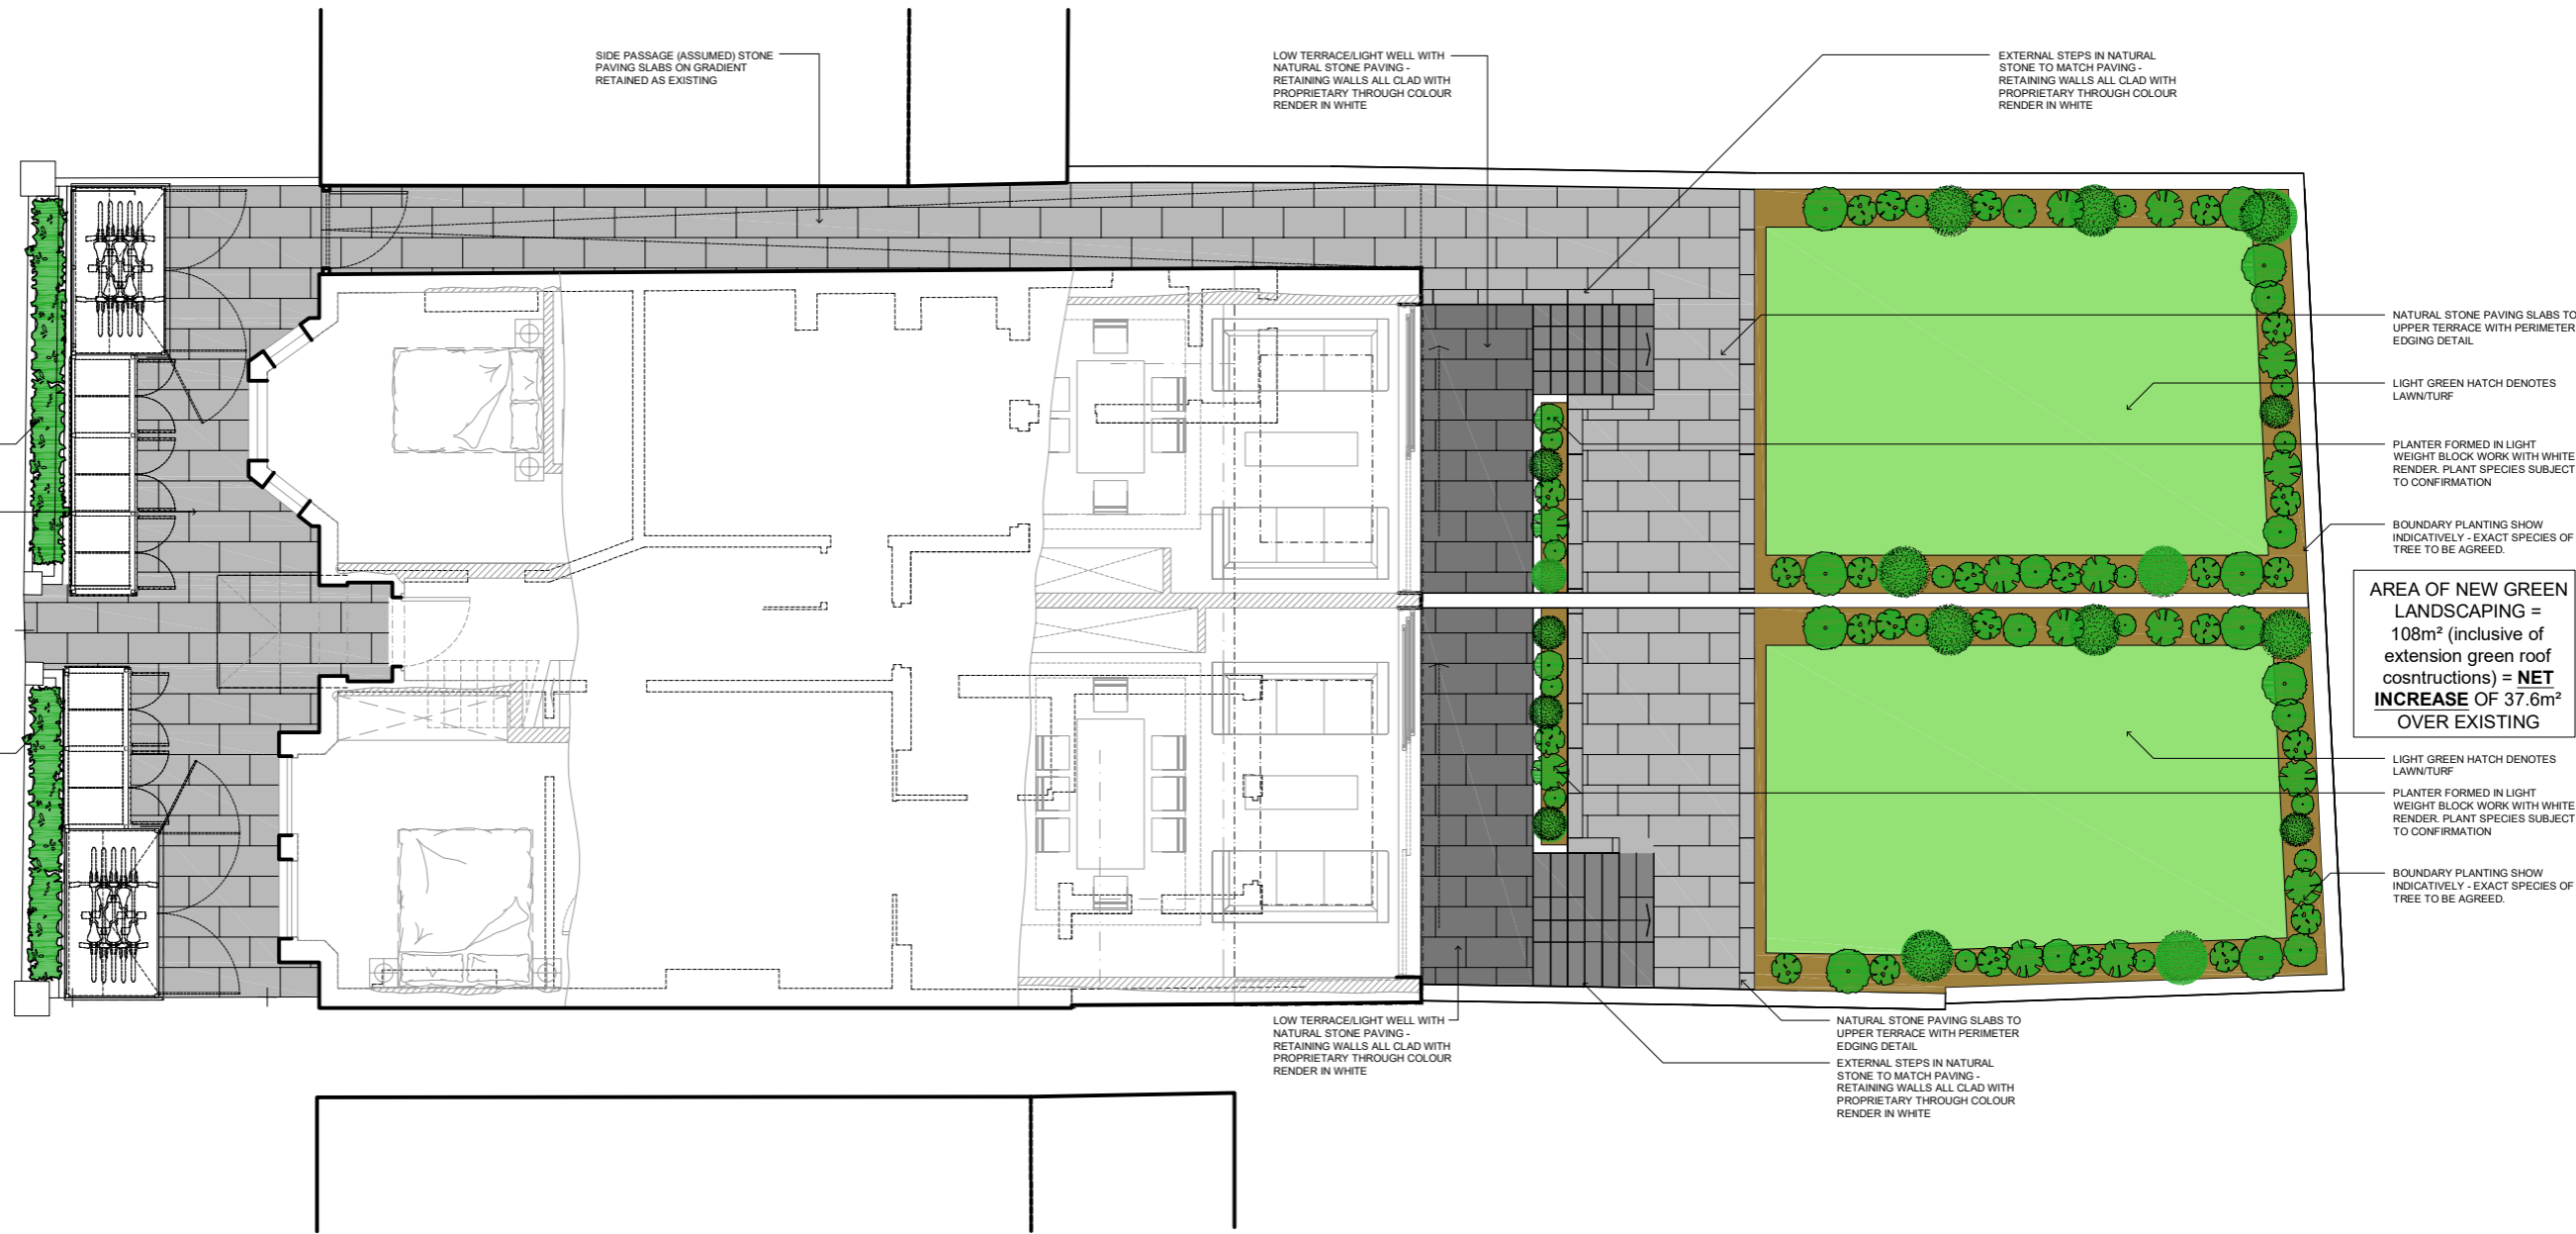 SIDE PASSAGE (ASSUMED) STONE
PAVING SLABS ON GRADIENT
RETAINED AS EXISTING
LOW TERRACE/LIGHT WELL WITH
NATURAL STONE PAVING -
RETAINING WALLS ALL CLAD WITH
PROPRIETARY THROUGH COLOUR
RENDER IN WHITE
EXTERNAL STEPS IN NATURAL
STONE TO MATCH PAVING -
RETAINING WALLS ALL CLAD WITH
PROPRIETARY THROUGH COLOUR
RENDER IN WHITE
NATURAL STONE PAVING SLABS TO
UPPER TERRACE WITH PERIMETER
EDGING DETAIL
LIGHT GREEN HATCH DENOTES
LAWN/TURF
PLANTER FORMED IN LIGHT
WEIGHT BLOCK WORK WITH WHITE
RENDER. PLANT SPECIES SUBJECT
TO CONFIRMATION
BOUNDARY PLANTING SHOW
INDICATIVELY - EXACT SPECIES OF
TREE TO BE AGREED.
AREA OF NEW GREEN
LANDSCAPING =
108m² (inclusive of
extension green roof
cosntructions) = NET
INCREASE OF 37.6m²
OVER EXISTING
LIGHT GREEN HATCH DENOTES
LAWN/TURF
PLANTER FORMED IN LIGHT
WEIGHT BLOCK WORK WITH WHITE
RENDER. PLANT SPECIES SUBJECT
TO CONFIRMATION
BOUNDARY PLANTING SHOW
INDICATIVELY - EXACT SPECIES OF
TREE TO BE AGREED.
LOW TERRACE/LIGHT WELL WITH
NATURAL STONE PAVING -
RETAINING WALLS ALL CLAD WITH
PROPRIETARY THROUGH COLOUR
RENDER IN WHITE
NATURAL STONE PAVING SLABS TO
UPPER TERRACE WITH PERIMETER
EDGING DETAIL
EXTERNAL STEPS IN NATURAL
STONE TO MATCH PAVING -
RETAINING WALLS ALL CLAD WITH
PROPRIETARY THROUGH COLOUR
RENDER IN WHITE